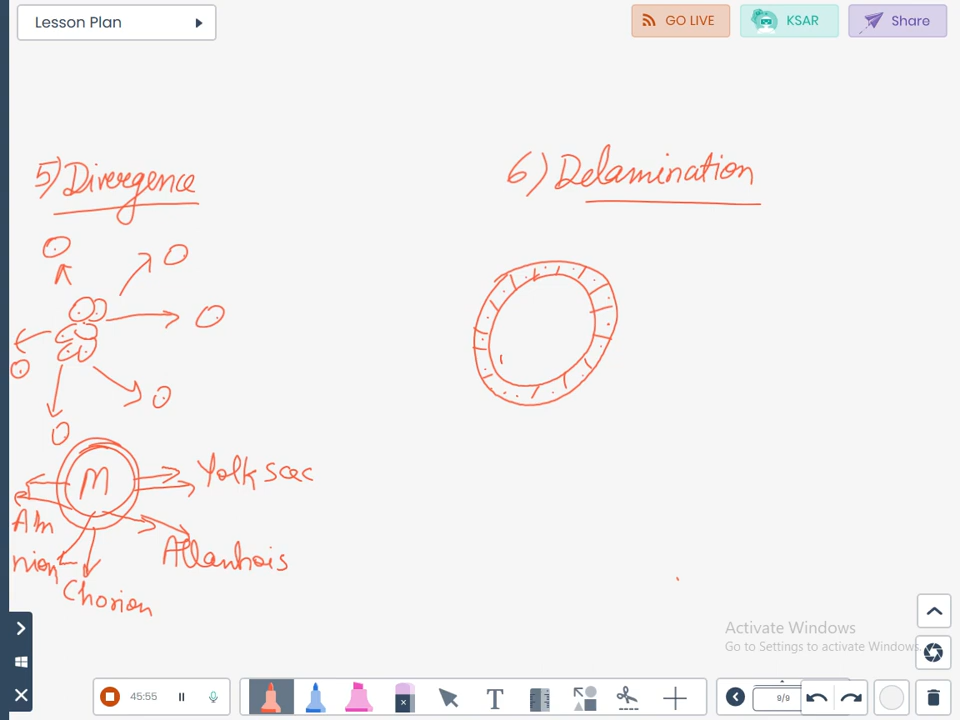 Lesson Plan
GO LIVE
KSAR
Share
5) Divergence
6) Delamination
M
Yolk sac
Am
nion
Allantois
Chorion
Activate Windows
Go to Settings to activate Windows.
45:55
T
9/9